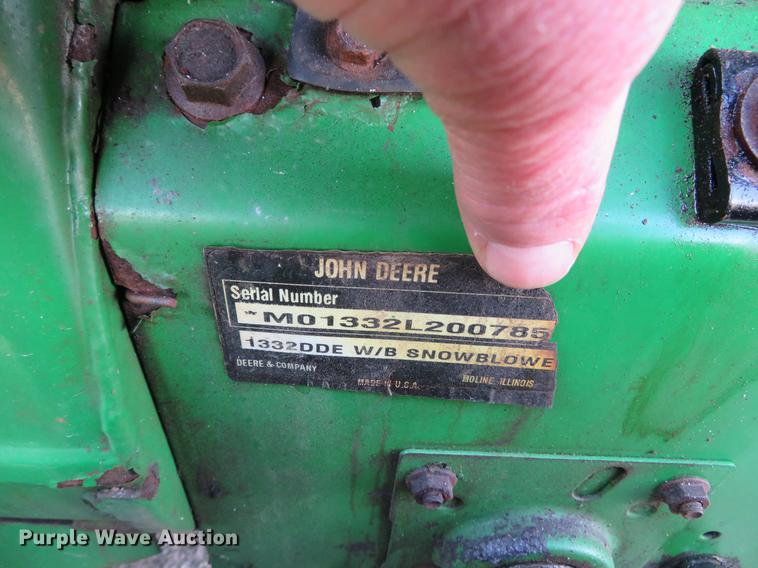 JOHN DEERE
Serial Number
*M01332L200785
1332DDE W/B SNOWBLOWE
DEERE & COMPANY MADE IN U.S.A. MOLINE ILLINOIS
Purple Wave Auction